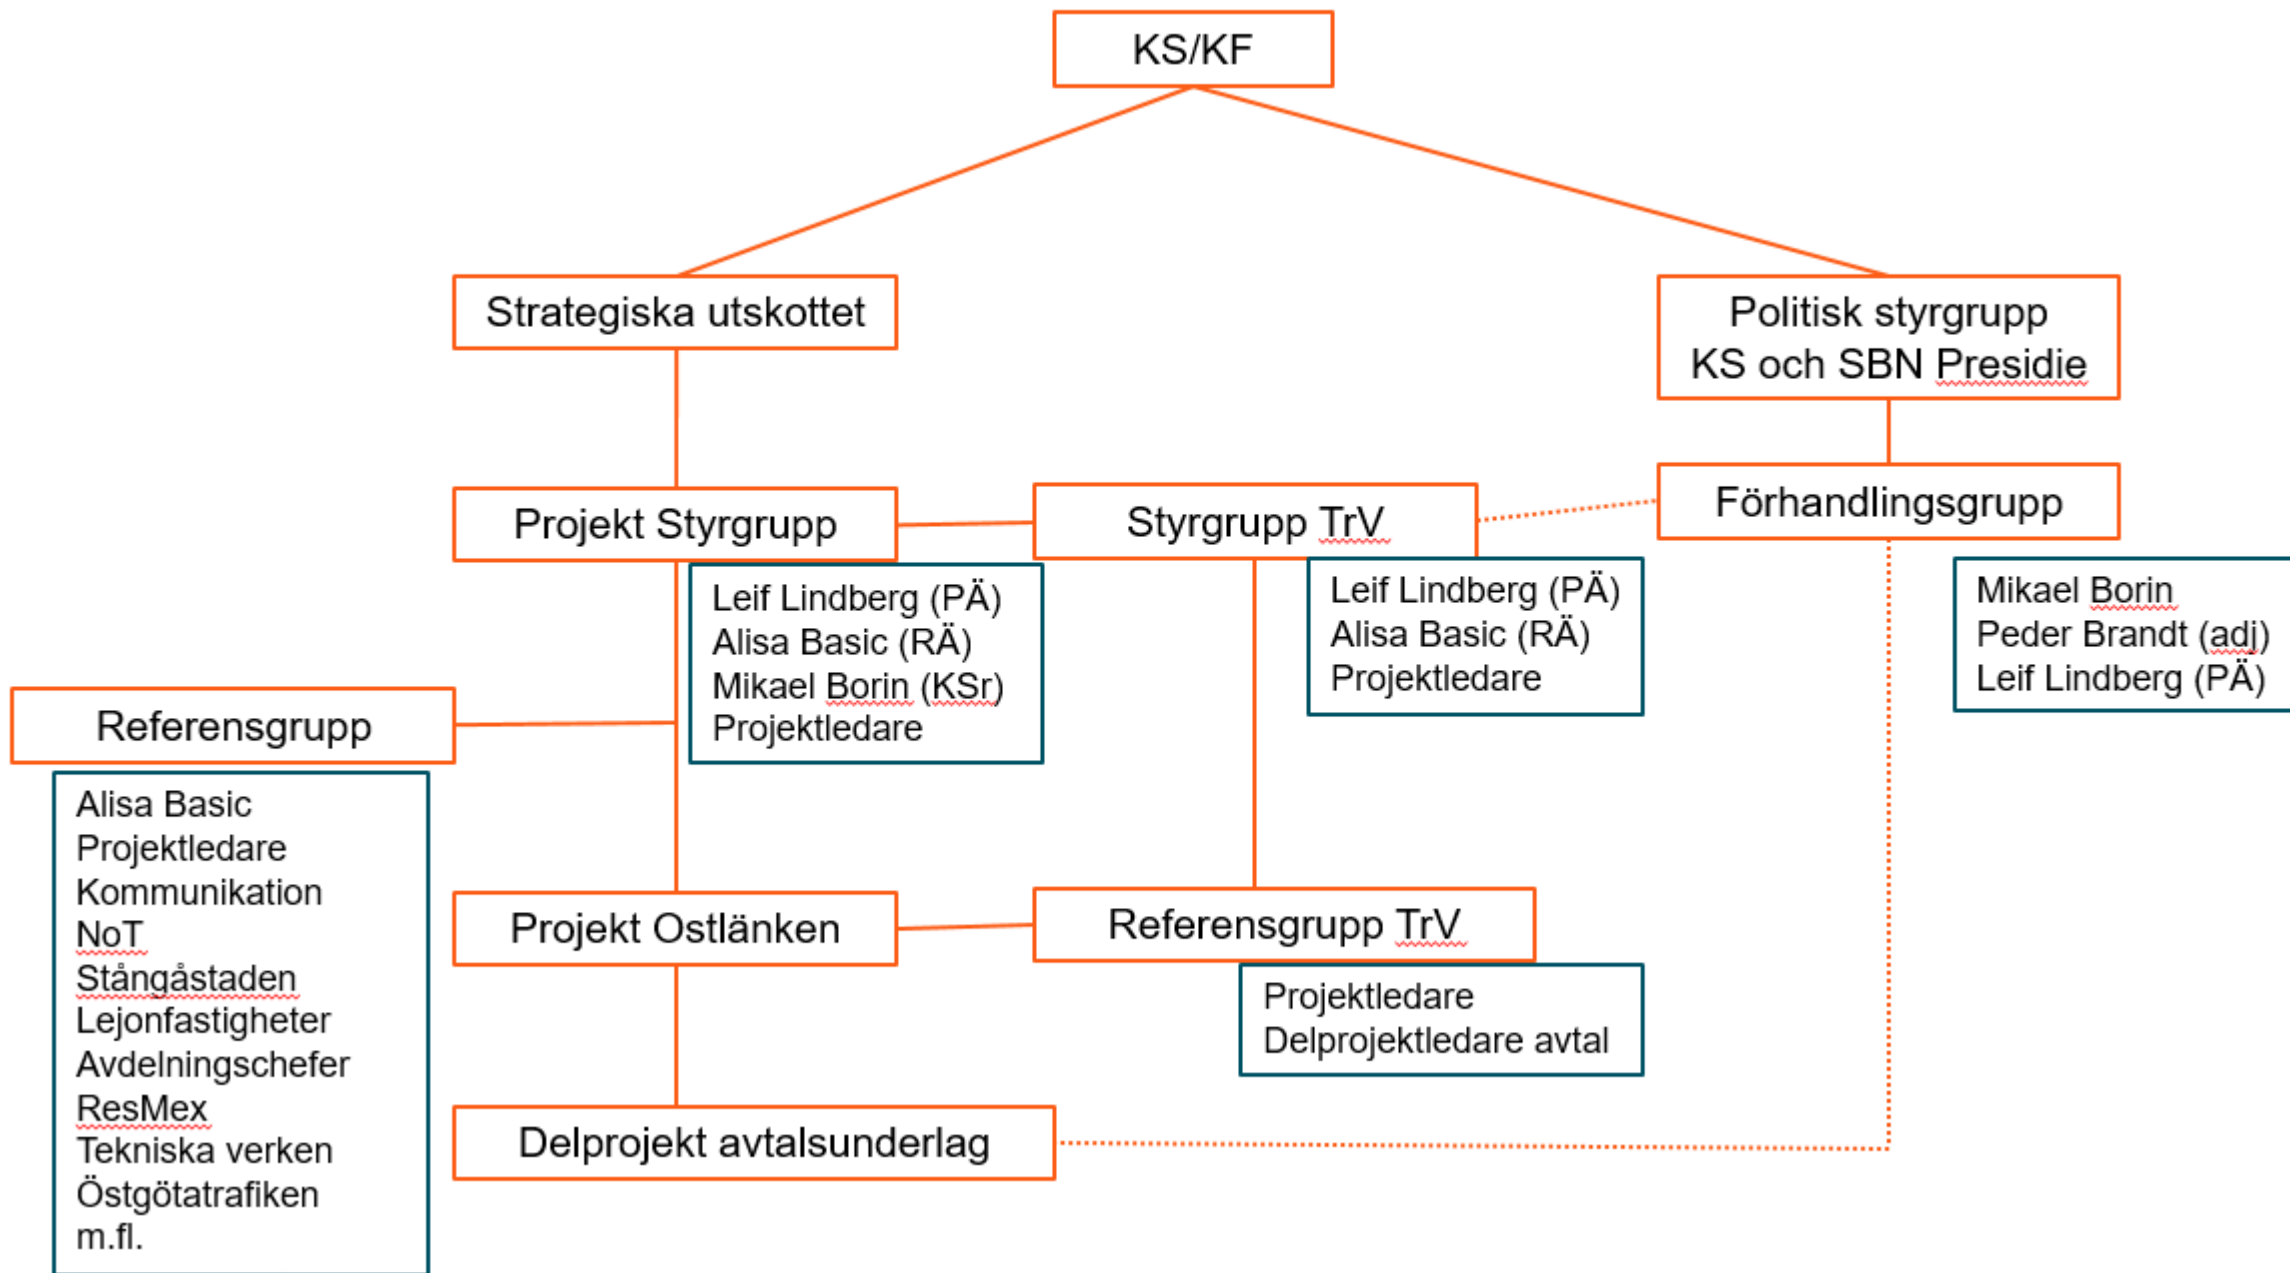 KS/KF
Strategiska utskottet
Politisk styrgrupp
KS och SBN Presidie
Projekt Styrgrupp
Styrgrupp TrV
Förhandlingsgrupp
Leif Lindberg (PÄ)
Alisa Basic (RÄ)
Mikael Borin (KSr)
Projektledare
Leif Lindberg (PÄ)
Alisa Basic (RÄ)
Projektledare
Mikael Borin
Peder Brandt (adj)
Leif Lindberg (PÄ)
Referensgrupp
Alisa Basic
Projektledare
Kommunikation
NoT
Stångåstaden
Lejonfastigheter
Avdelningschefer
ResMex
Tekniska verken
Östgötatrafiken
m.fl.
Projekt Ostlänken
Referensgrupp TrV
Projektledare
Delprojektledare avtal
Delprojekt avtalsunderlag